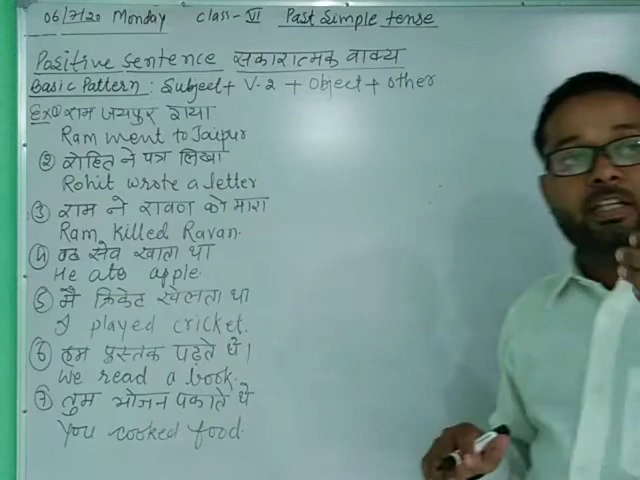 06/7/20 Monday class-VI Past Simple tense
Positive sentence सकारात्मक वाक्य
Basic Pattern: Subject + V-2 + Object + other
Ex① राम जयपुर गया
Ram went to Jaipur
② रोहित ने पत्र लिखा
Rohit wrote a letter
③ राम ने रावण को मारा
Ram killed Ravan.
④ वह सेव खाता था
He ate apple.
⑤ मै क्रिकेट खेलता था
I played cricket.
⑥ हम पुस्तक पढ़ते थे।
We read a book.
⑦ तुम भोजन पकाते थे
You cooked food.